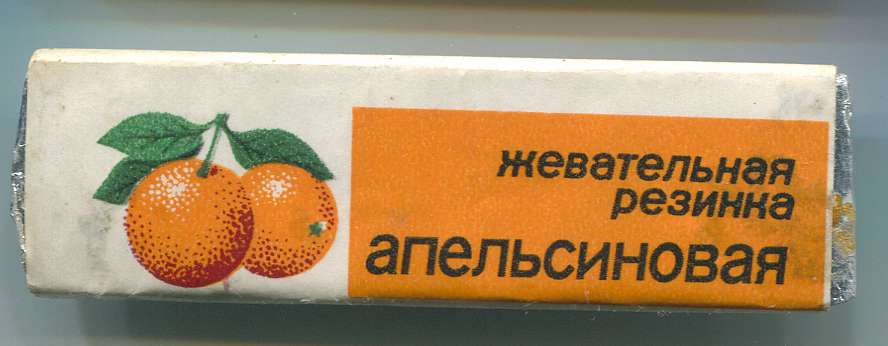 жевательная
резинка
апельсиновая